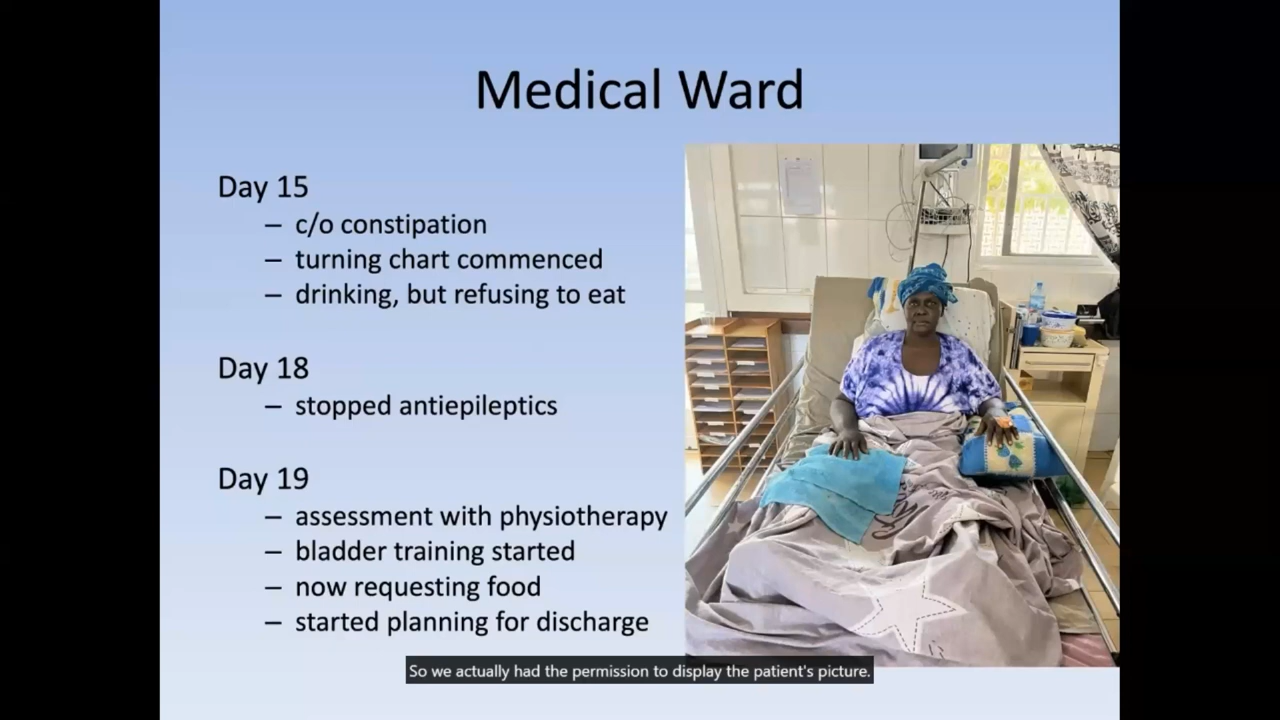 Medical Ward
Day 15
– c/o constipation
– turning chart commenced
– drinking, but refusing to eat
Day 18
– stopped antiepileptics
Day 19
– assessment with physiotherapy
– bladder training started
– now requesting food
– started planning for discharge
So we actually had the permission to display the patient's picture.